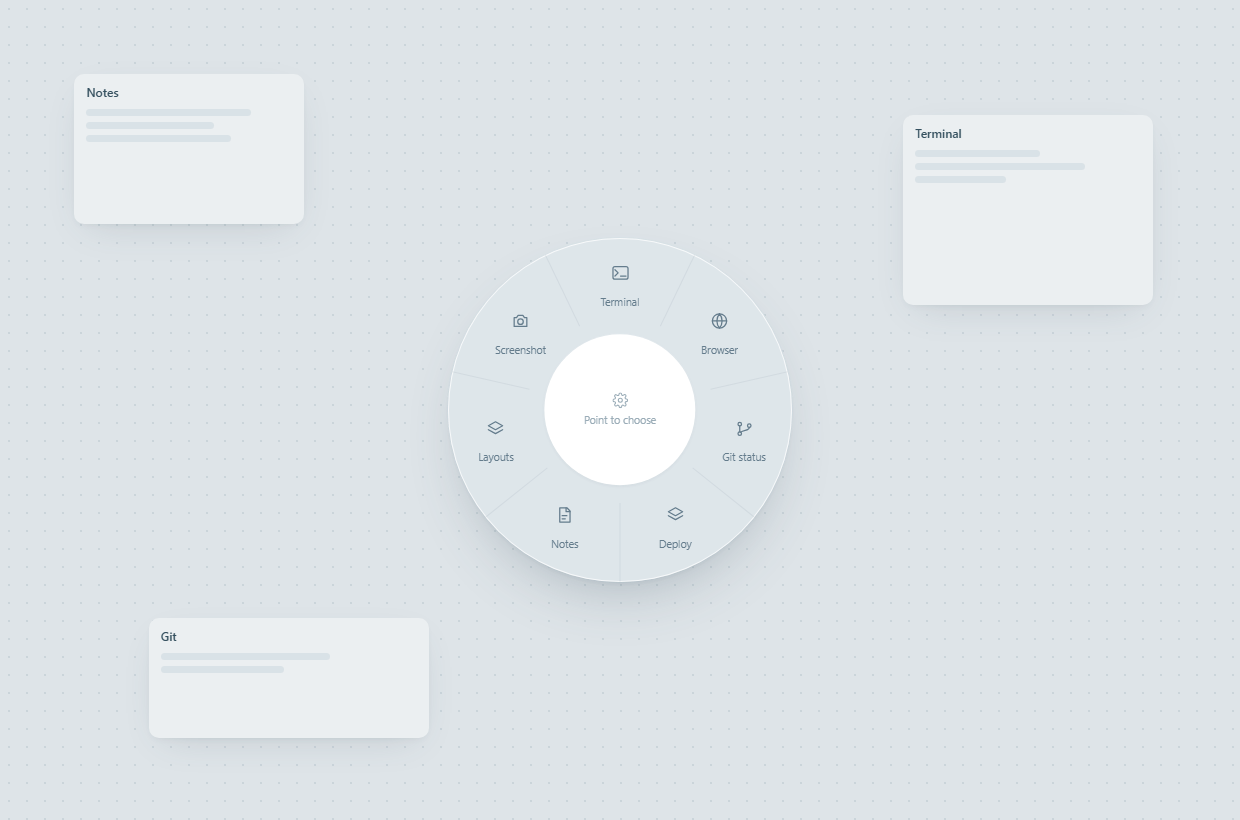 Notes
Terminal
Terminal
Screenshot
Browser
Point to choose
Layouts
Git status
Notes
Deploy
Git